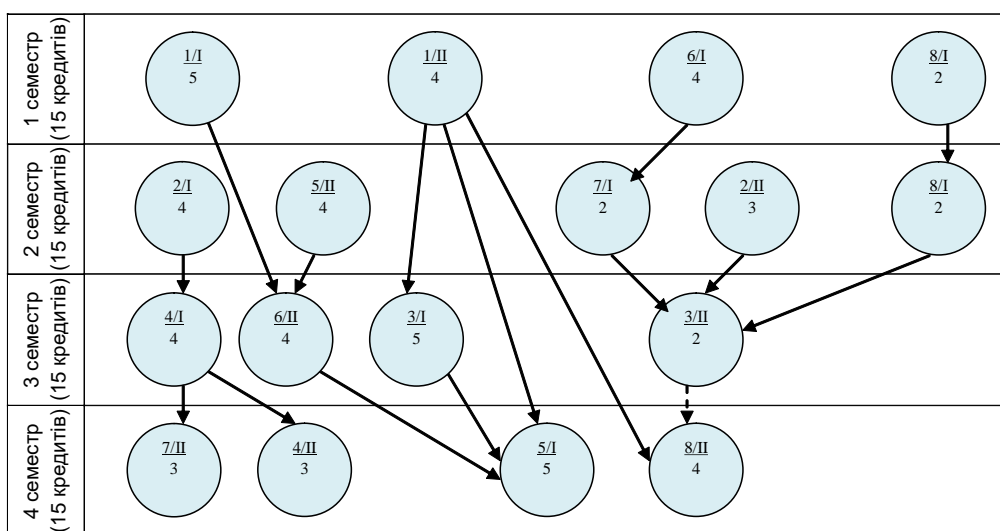 1 семестр
(15 кредитів)
1/I
5
1/II
4
6/I
4
8/I
2
2 семестр
(15 кредитів)
2/I
4
5/II
4
7/I
2
2/II
3
8/I
2
3 семестр
(15 кредитів)
4/I
4
6/II
4
3/I
5
3/II
2
4 семестр
(15 кредитів)
7/II
3
4/II
3
5/I
5
8/II
4